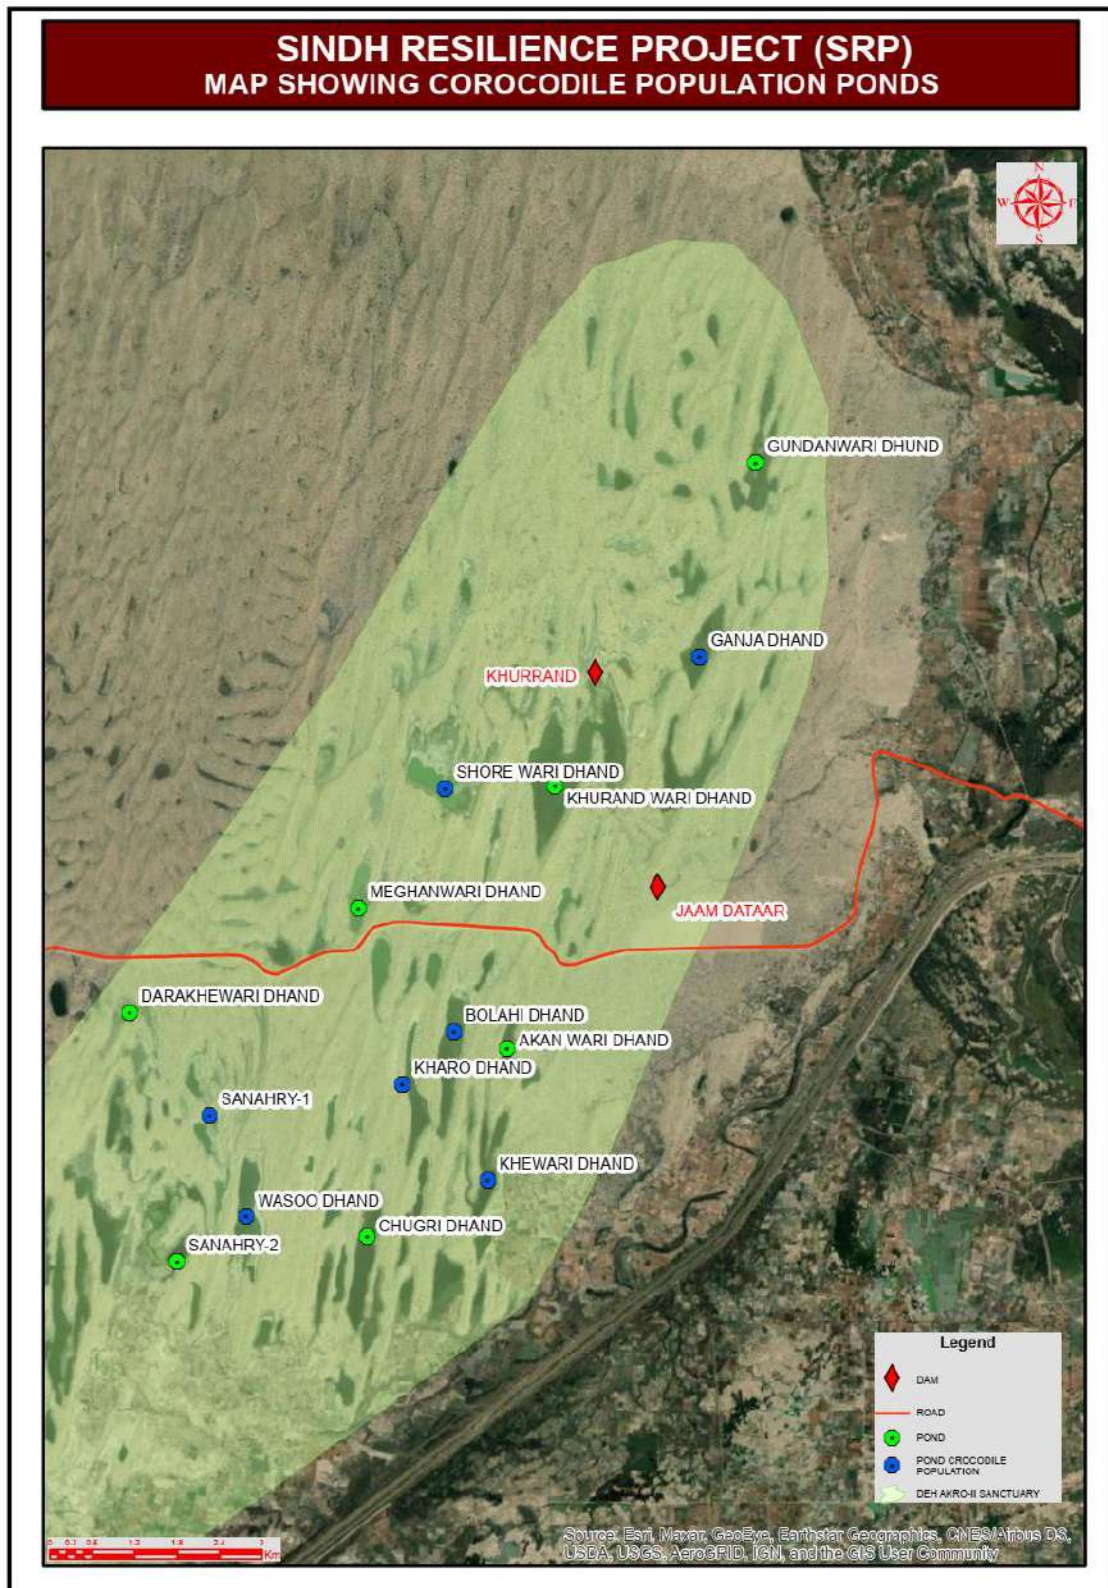 SINDH RESILIENCE PROJECT (SRP)
MAP SHOWING COROCODILE POPULATION PONDS
N
W
E
S
GUNDANWARI DHUND
GANJA DHAND
KHURRAND
SHORE WARI DHAND
KHURAND WARI DHAND
MEGHANWARI DHAND
JAAM DATAAR
DARAKHEWARI DHAND
BOLAHI DHAND
AKAN WARI DHAND
KHARO DHAND
SANAHRY-1
KHEWARI DHAND
WASOO DHAND
CHUGRI DHAND
SANAHRY-2
Legend
DAM
ROAD
POND
POND CROCODILE
POPULATION
DEH AKRO-II SANCTUARY
Source: Esri, Maxar, GeoEye, Earthstar Geographics, CNES/Airbus DS,
USDA, USGS, AeroGRID, IGN, and the GIS User Community
Km